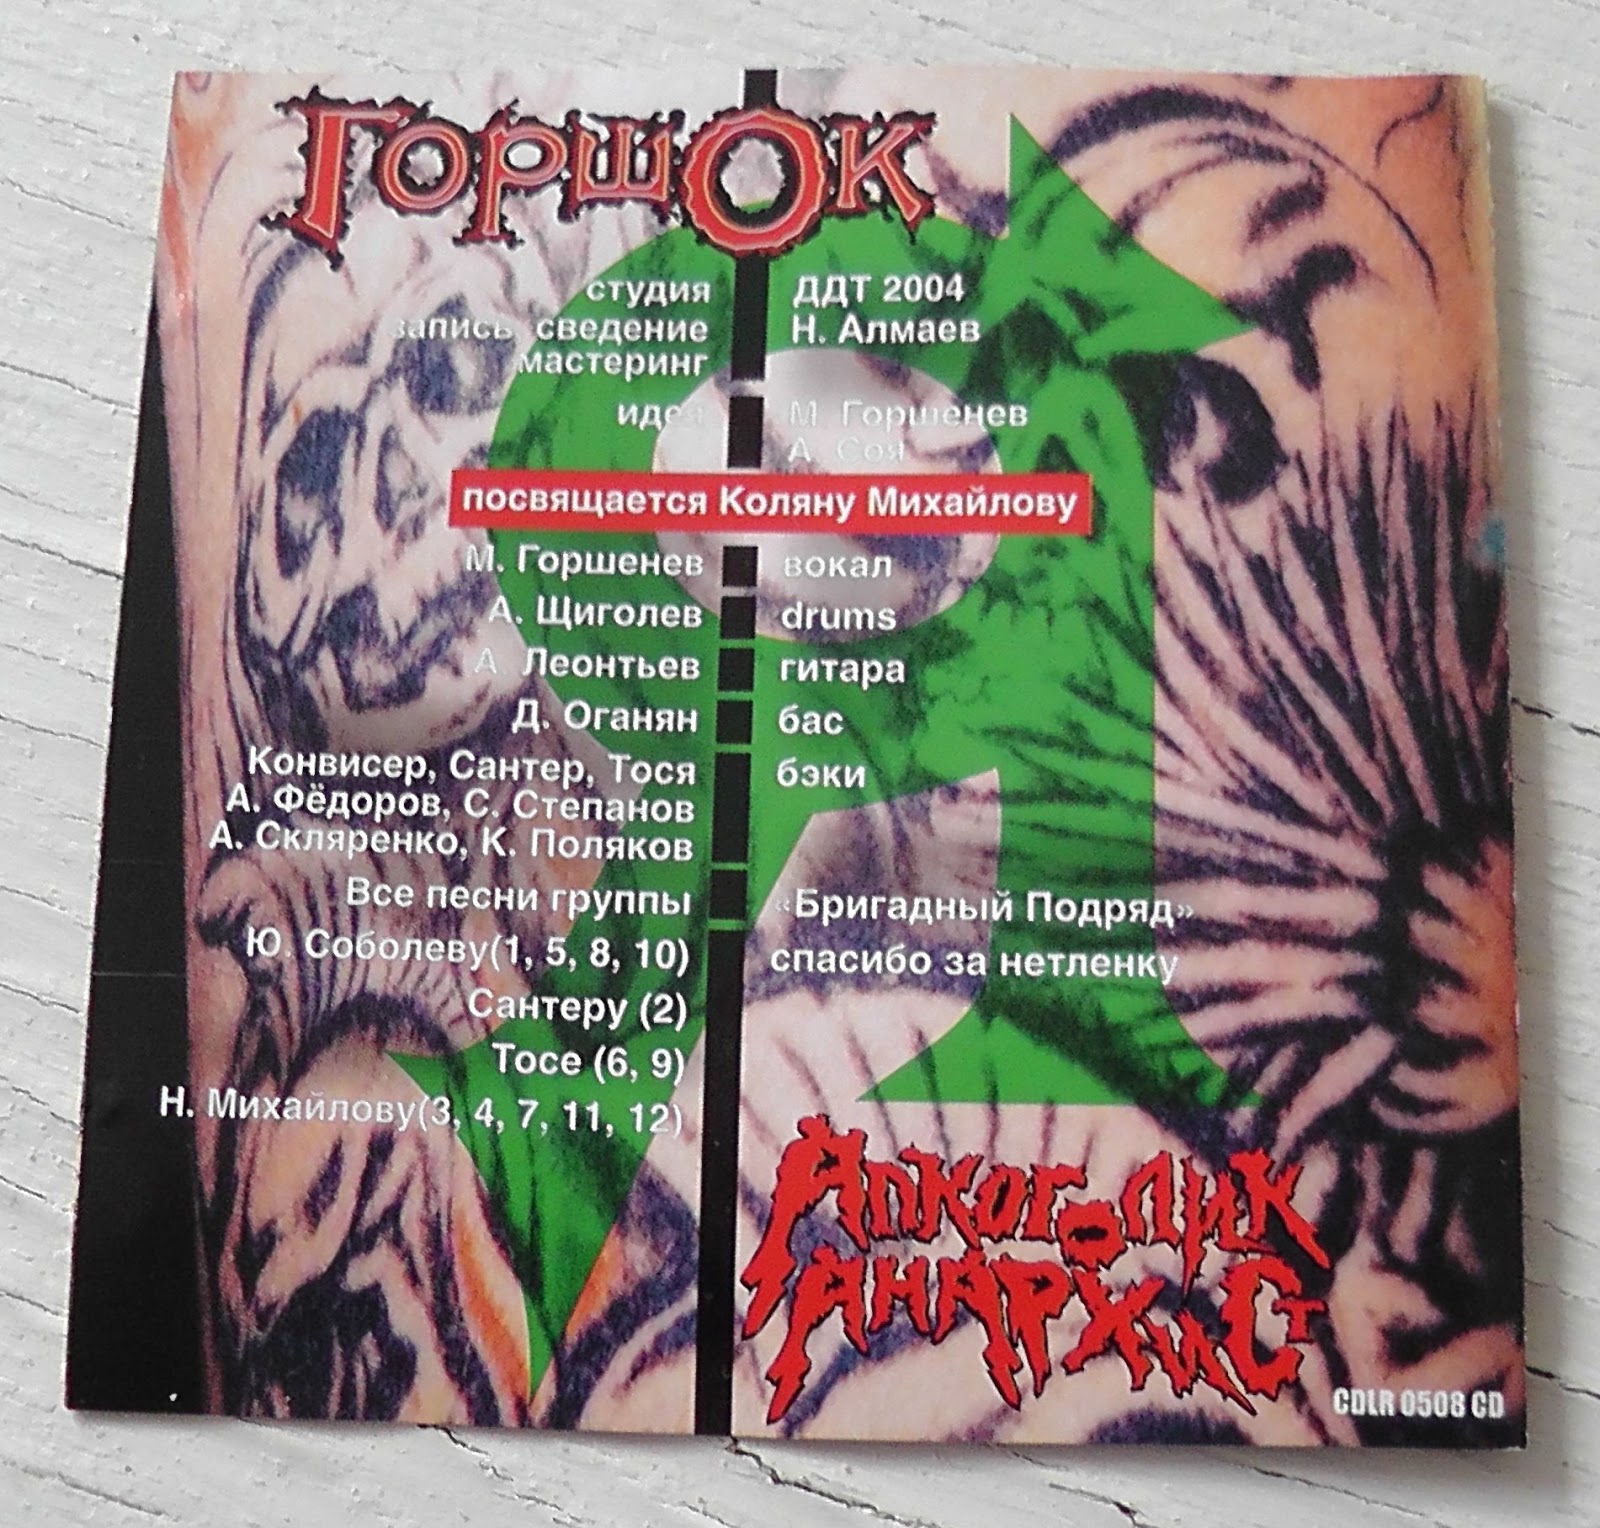 ГОРШОК
студия ДДТ 2004
запись, сведение Н. Алмаев
мастеринг
идея М. Горшенев
А. Соя
посвящается Коляну Михайлову
М. Горшенев вокал
А. Щиголев drums
А. Леонтьев гитара
Д. Оганян бас
Конвисер, Сантер, Тося бэки
А. Фёдоров, С. Степанов
А. Скляренко, К. Поляков
Все песни группы «Бригадный Подряд»
Ю. Соболеву(1, 5, 8, 10) спасибо за нетленку
Сантеру (2)
Тосе (6, 9)
Н. Михайлову(3, 4, 7, 11, 12)
АЛКОГОЛИК
АНАРХИСТ
CDLR 0508 CD